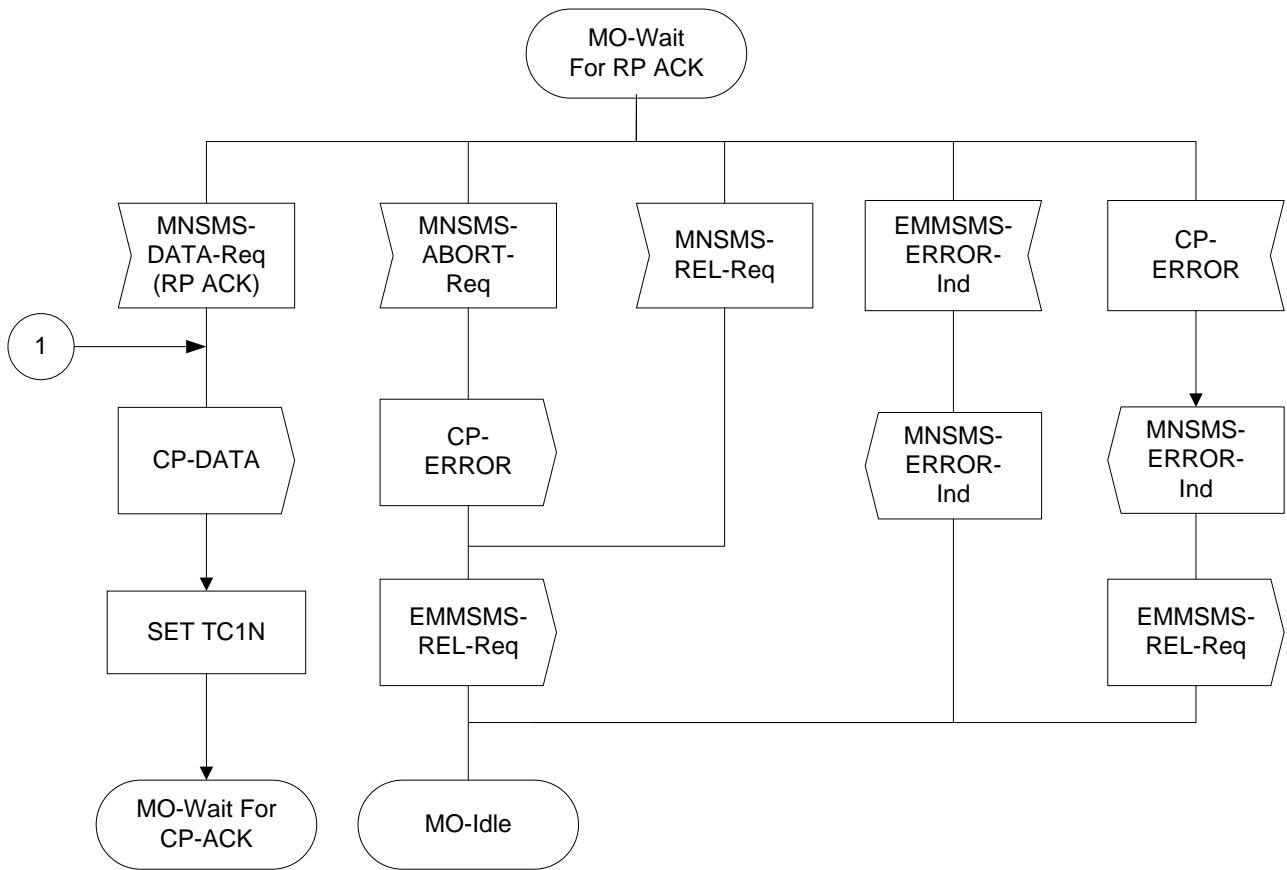 MO-Wait
For RP ACK
MNSMS-
DATA-Req
(RP ACK)
MNSMS-
ABORT-
Req
MNSMS-
REL-Req
EMMSMS-
ERROR-
Ind
CP-
ERROR
1
CP-DATA
CP-
ERROR
MNSMS-
ERROR-
Ind
MNSMS-
ERROR-
Ind
SET TC1N
EMMSMS-
REL-Req
EMMSMS-
REL-Req
MO-Wait For
CP-ACK
MO-Idle